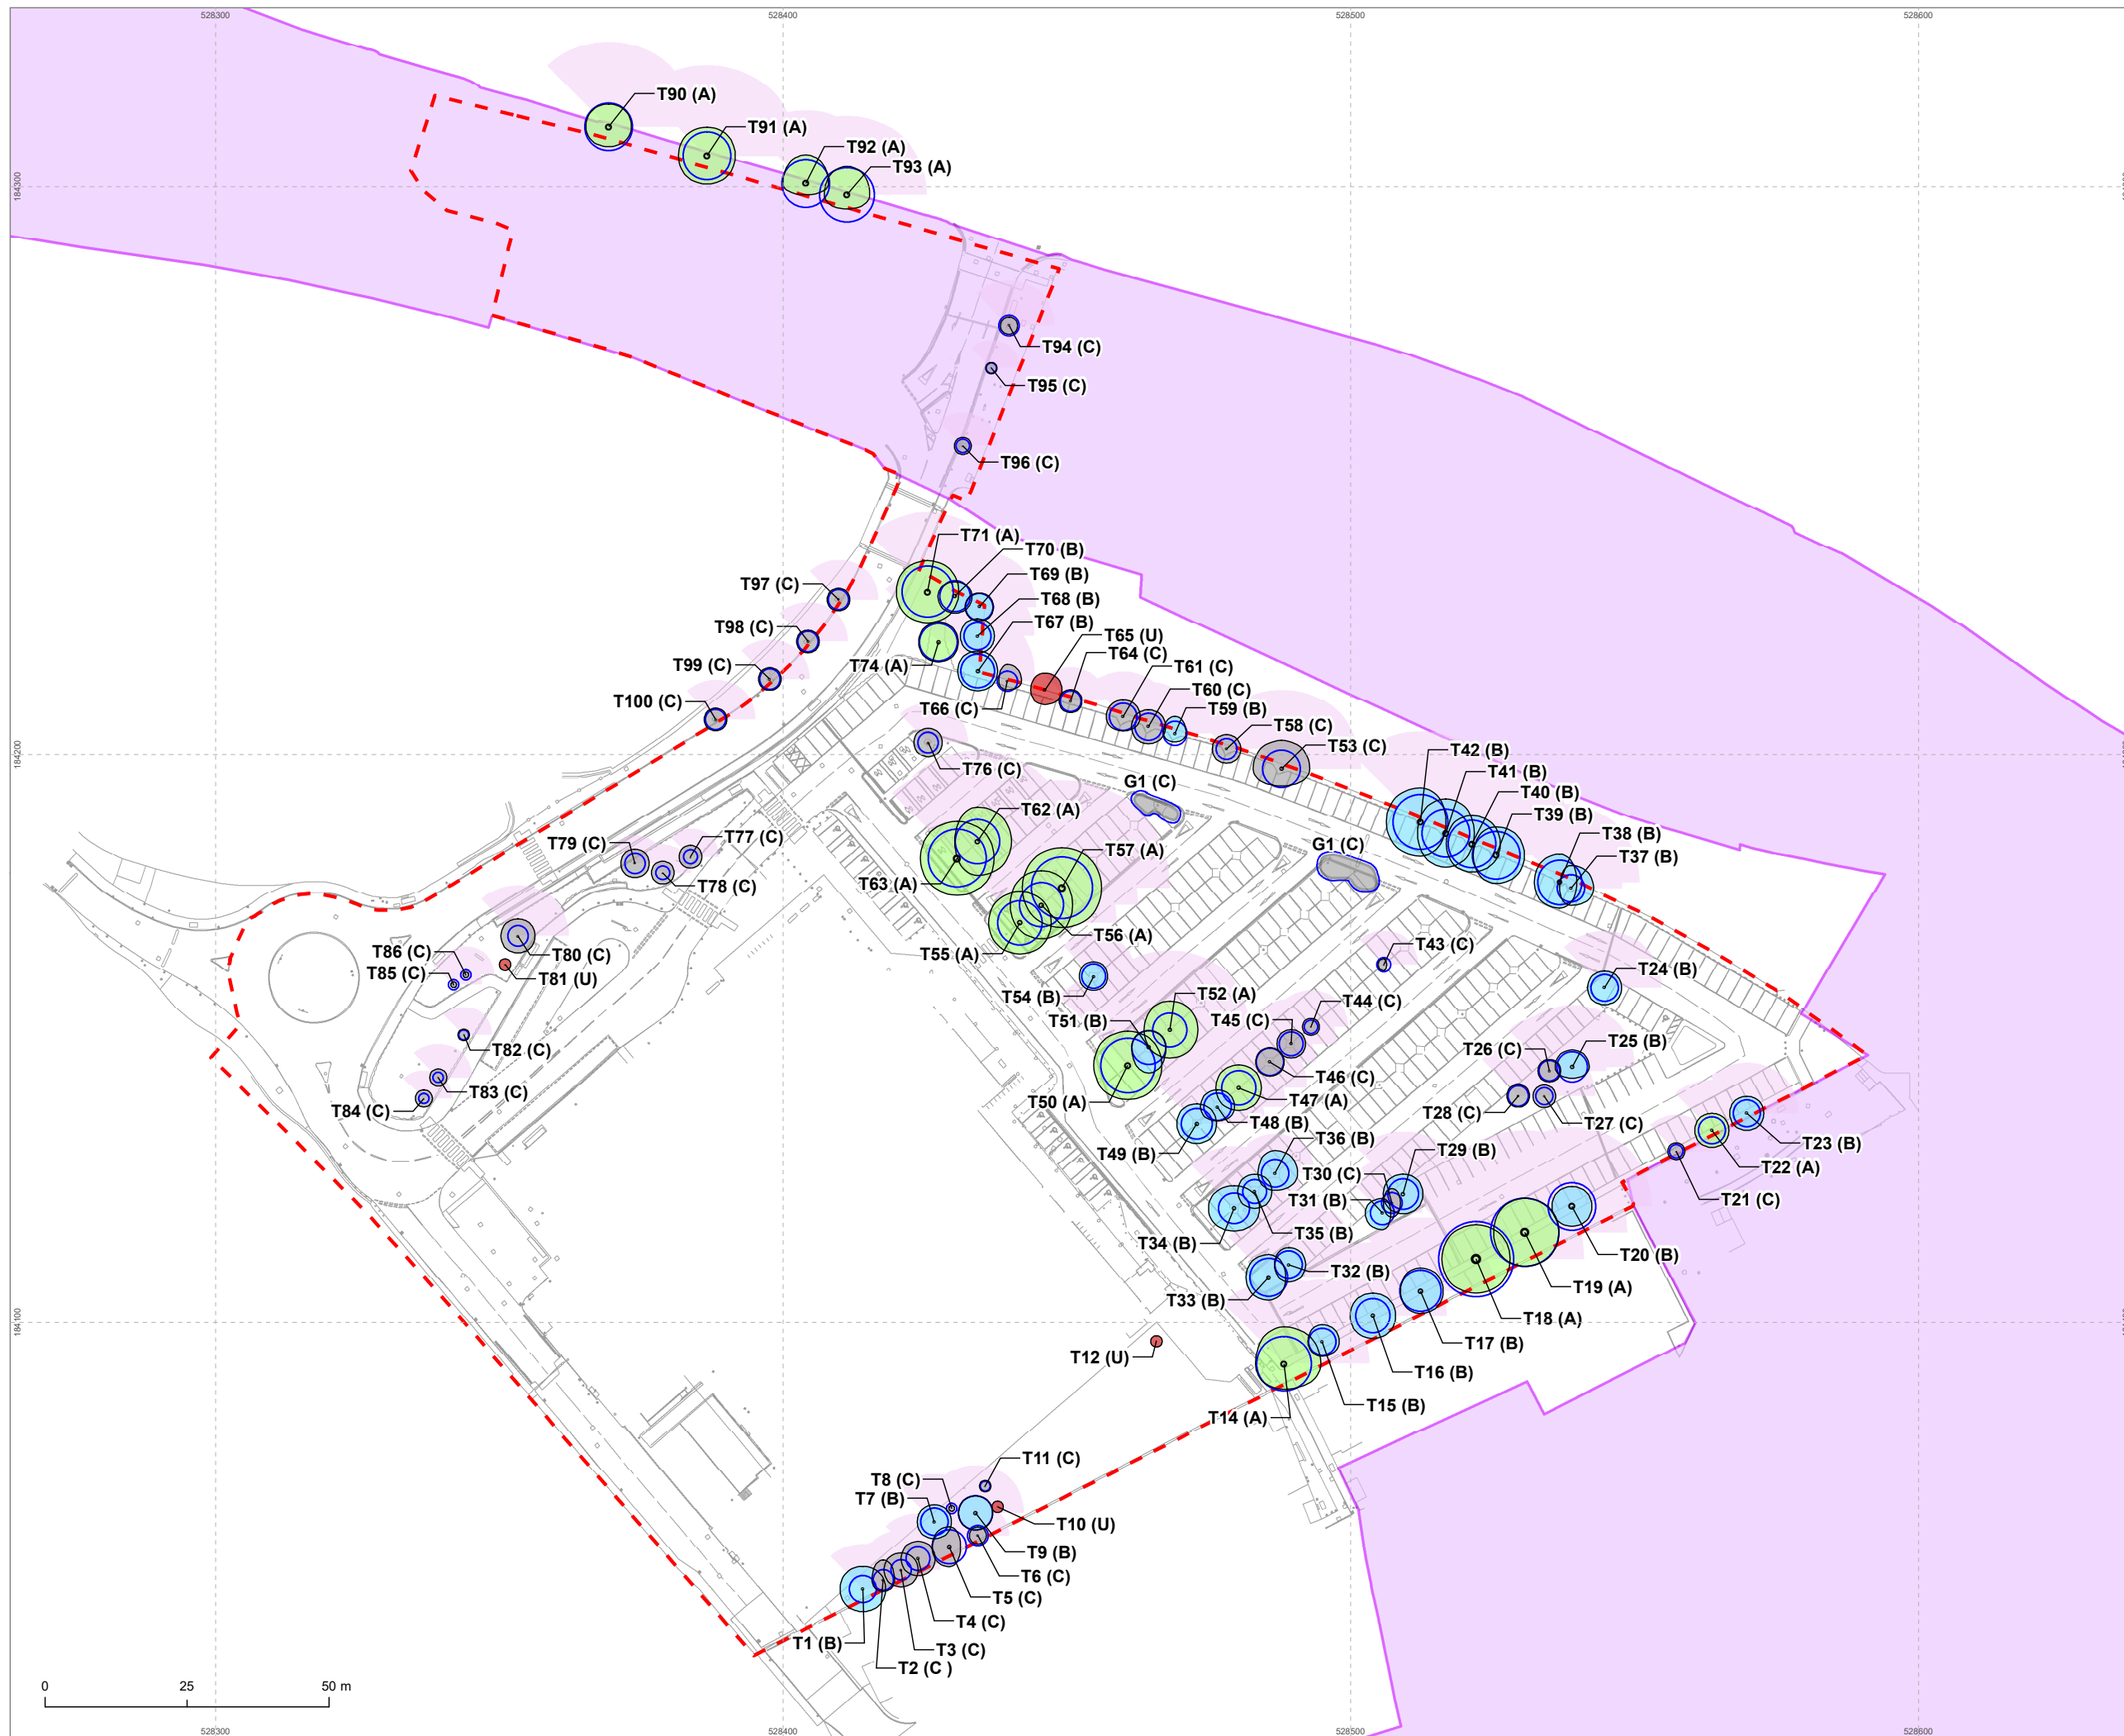 528300 528400 528500 528600
T90 (A)
T91 (A)
T92 (A)
T93 (A)
184300
T94 (C)
T95 (C)
T96 (C)
T71 (A)
T70 (B)
T69 (B)
T97 (C)
T68 (B)
T67 (B)
T98 (C)
T65 (U)
T64 (C)
T74 (A)
T99 (C)
T61 (C)
T60 (C)
T100 (C)
T66 (C)
T59 (B)
T58 (C)
T53 (C)
T42 (B)
184200
T76 (C)
T41 (B)
G1 (C)
T40 (B)
T62 (A)
T39 (B)
T77 (C)
T79 (C)
G1 (C)
T38 (B)
T57 (A)
T37 (B)
T63 (A)
T78 (C)
T56 (A)
T43 (C)
T86 (C)
T80 (C)
T55 (A)
T24 (B)
T85 (C)
T81 (U)
T54 (B)
T52 (A)
T44 (C)
T51 (B)
T45 (C)
T82 (C)
T26 (C)
T25 (B)
T46 (C)
T83 (C)
T50 (A)
T47 (A)
T84 (C)
T28 (C)
T27 (C)
T48 (B)
T23 (B)
T36 (B)
T49 (B)
T29 (B)
T22 (A)
T30 (C)
T31 (B)
T21 (C)
T35 (B)
T34 (B)
T20 (B)
T32 (B)
T19 (A)
T33 (B)
T18 (A)
184100
T17 (B)
T12 (U)
T16 (B)
T15 (B)
T14 (A)
T11 (C)
T8 (C)
T7 (B)
T10 (U)
T9 (B)
T6 (C)
T5 (C)
T4 (C)
T1 (B)
T3 (C)
T2 (C )
0 25 50 m
528300 528400 528500 528600